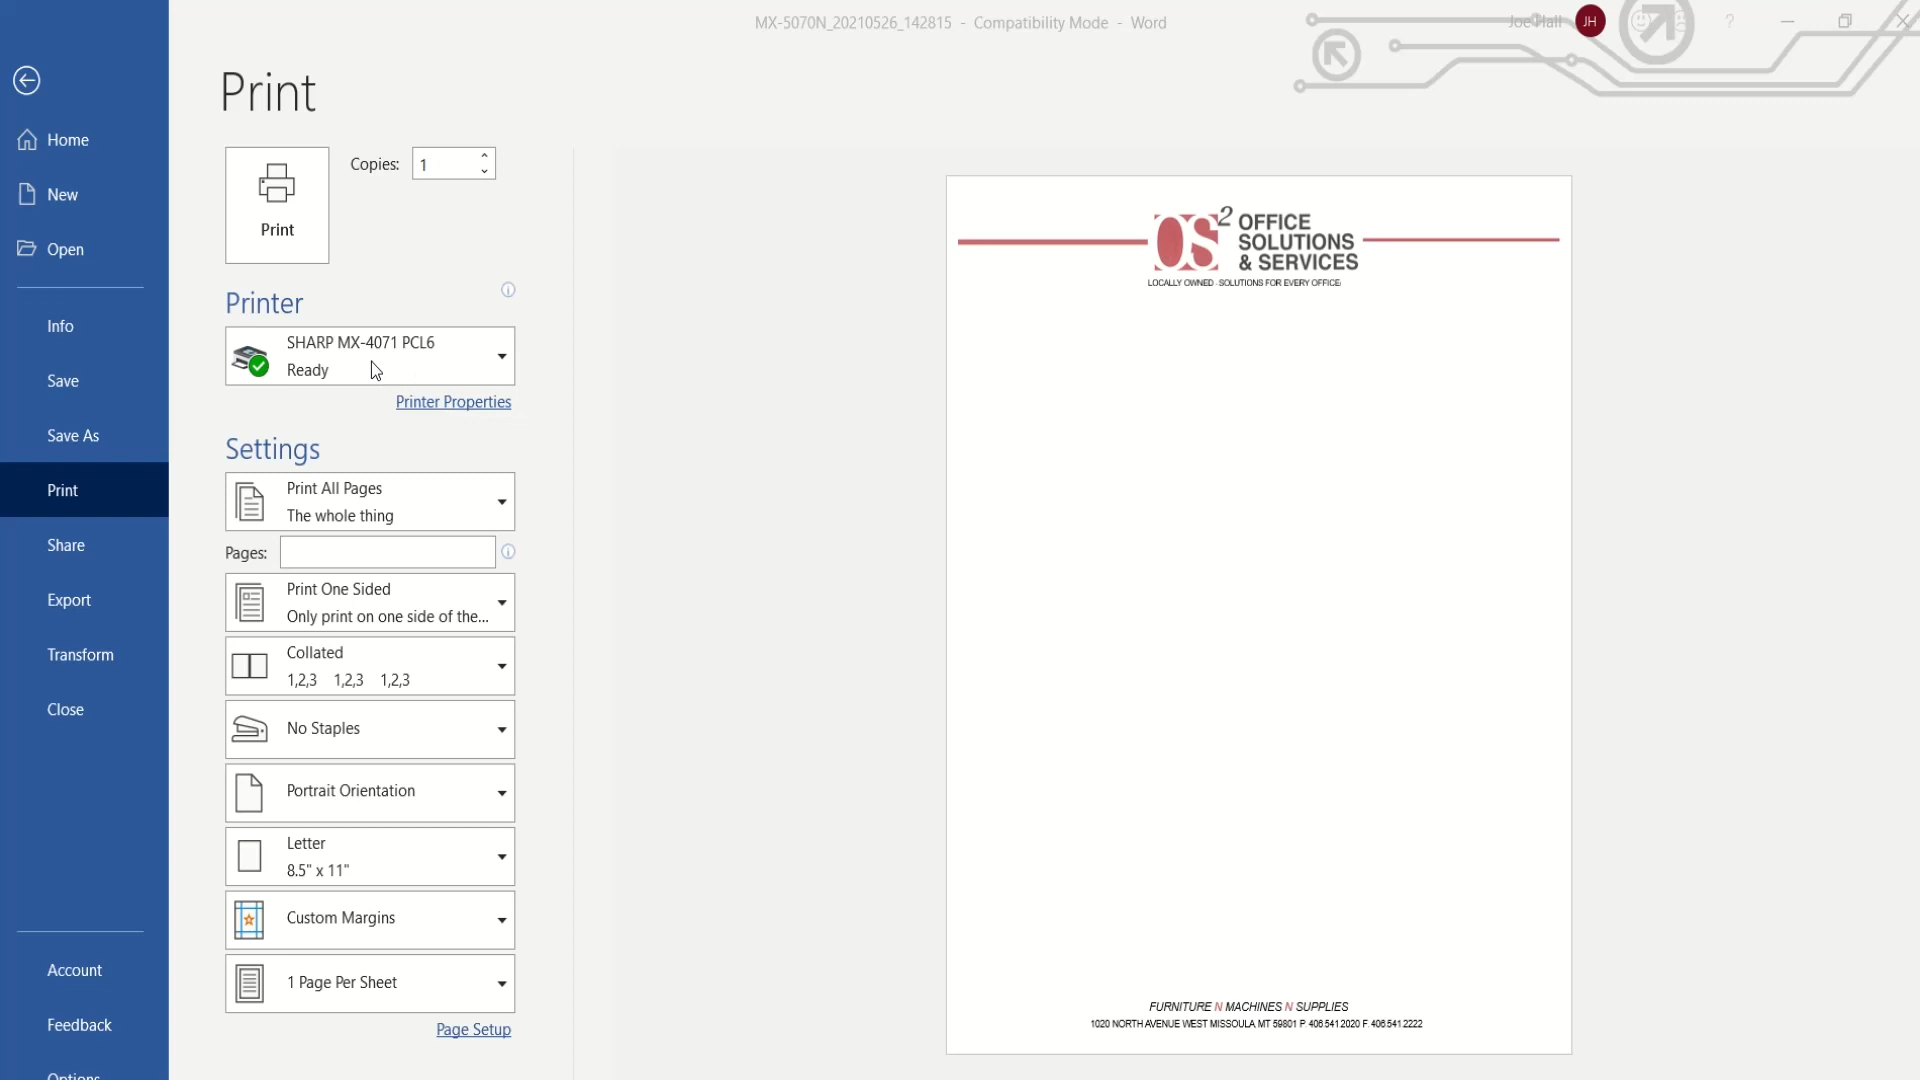 MX-5070N_20210526_142815 - Compatibility Mode - Word
Joe Hall
JH
?
Print
Home
New
Open
Info
Save
Save As
Print
Share
Export
Transform
Close
Account
Feedback
Options
Print
Copies:
1
Printer
SHARP MX-4071 PCL6
Ready
Printer Properties
Settings
Print All Pages
The whole thing
Pages:
Print One Sided
Only print on one side of the...
Collated
1,2,3 1,2,3 1,2,3
No Staples
Portrait Orientation
Letter
8.5" x 11"
Custom Margins
1 Page Per Sheet
Page Setup
OS2 OFFICE
SOLUTIONS
& SERVICES
LOCALLY OWNED - SOLUTIONS FOR EVERY OFFICE
FURNITURE N MACHINES N SUPPLIES
1020 NORTH AVENUE WEST MISSOULA MT 59801 P. 406 541 2020 F. 406 541 2222